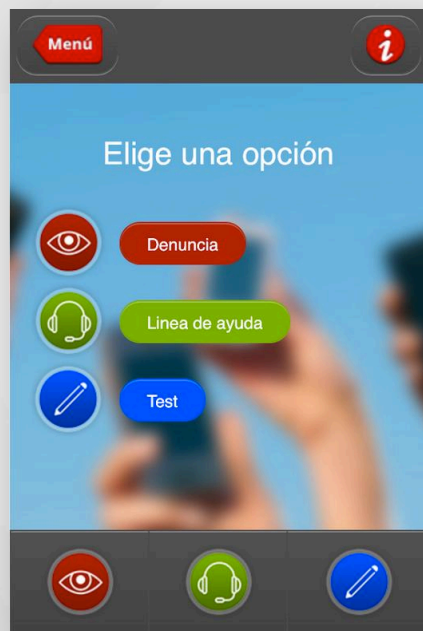 Menú
Elige una opción
Denuncia
Linea de ayuda
Test